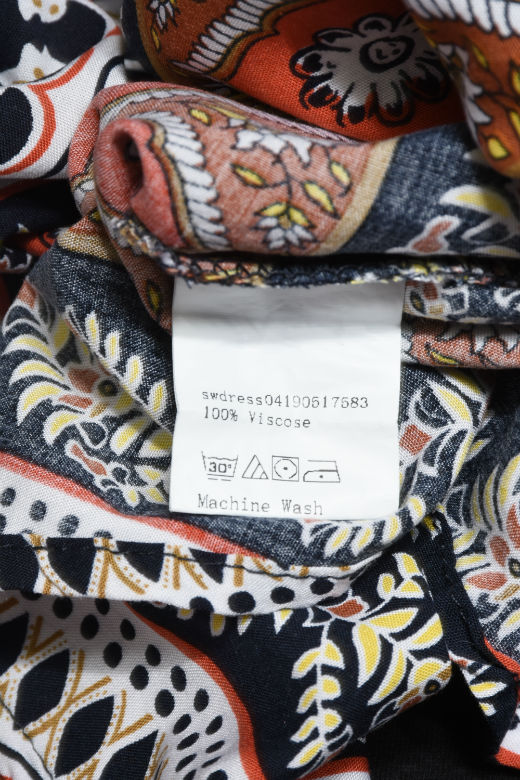 swdress04190517583
100% Viscose
30°
Machine Wash